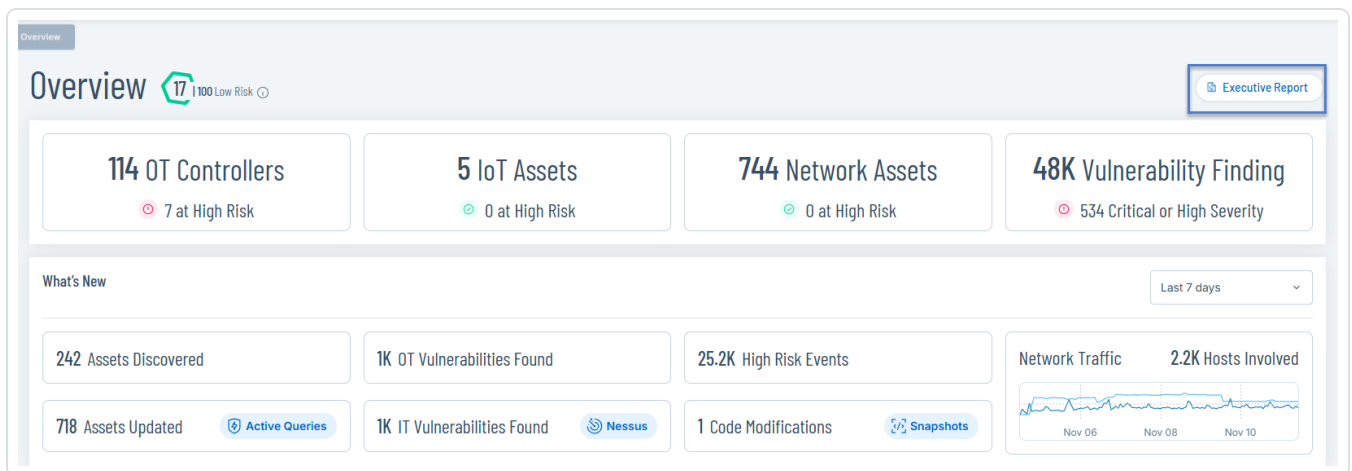 Overview
Overview 17 | 100 Low Risk
Executive Report
114 OT Controllers
7 at High Risk
5 IoT Assets
0 at High Risk
744 Network Assets
0 at High Risk
48K Vulnerability Finding
534 Critical or High Severity
What's New
Last 7 days
242 Assets Discovered
1K OT Vulnerabilities Found
25.2K High Risk Events
Network Traffic 2.2K Hosts Involved
718 Assets Updated Active Queries
1K IT Vulnerabilities Found Nessus
1 Code Modifications Snapshots
Nov 06 Nov 08 Nov 10